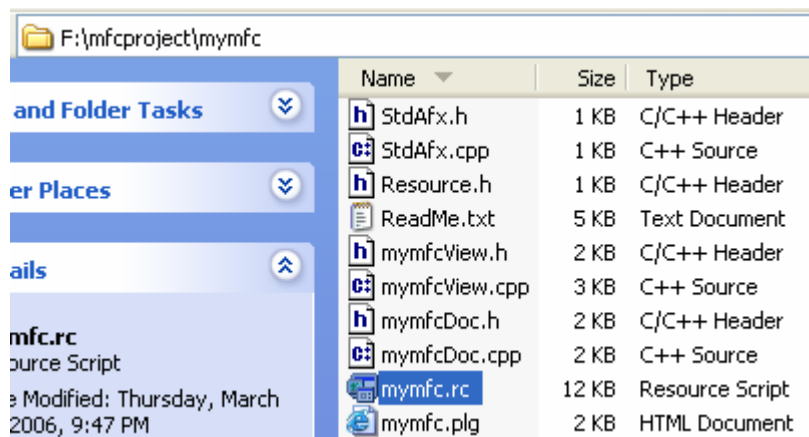 F:\mfcproject\mymfc
Name Size Type
and Folder Tasks
StdAfx.h 1 KB C/C++ Header
StdAfx.cpp 1 KB C++ Source
Resource.h 1 KB C/C++ Header
er Places
ReadMe.txt 5 KB Text Document
mymfcView.h 2 KB C/C++ Header
ails
mymfcView.cpp 3 KB C++ Source
mymfcDoc.h 2 KB C/C++ Header
mfc.rc
mymfcDoc.cpp 2 KB C++ Source
ource Script
mymfc.rc 12 KB Resource Script
e Modified: Thursday, March
2006, 9:47 PM
mymfc.plg 2 KB HTML Document